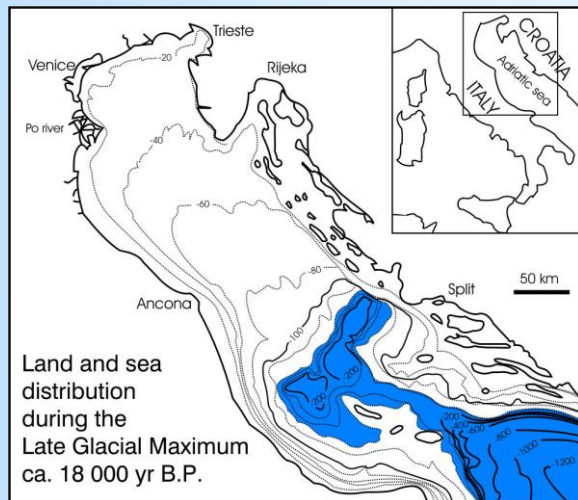 Trieste
Venice
-20
Rijeka
Po river
-40
-60
-80
Ancona
Split
50 km
-100
-200
-200
-200
-400
-600
-800
-1000
-1200
CROATIA
Adriatic sea
ITALY
Land and sea
distribution
during the
Late Glacial Maximum
ca. 18 000 yr B.P.